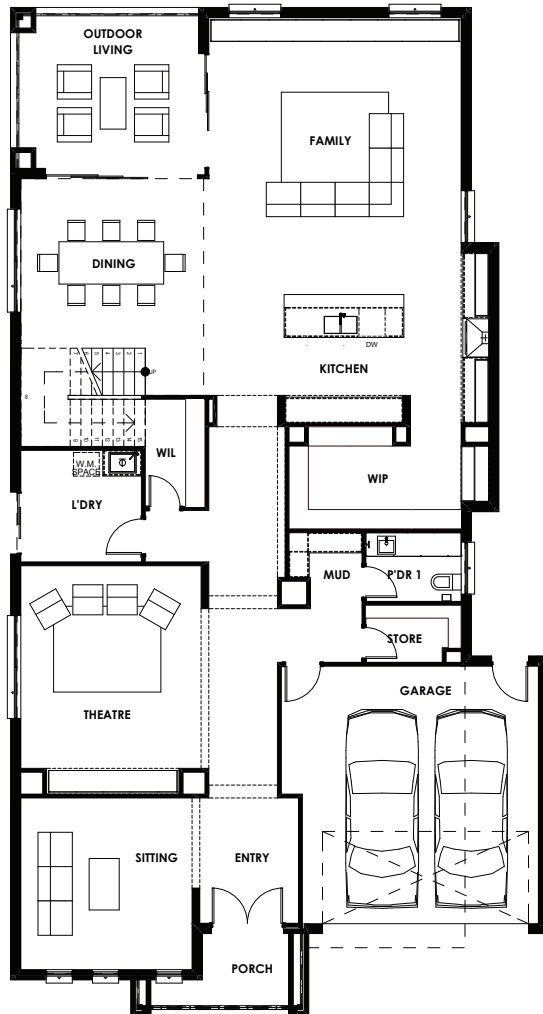 OUTDOOR
LIVING
FAMILY
DINING
DW
KITCHEN
UP
WIL
W.M.
SPACE
WIP
L'DRY
MUD
P'DR 1
STORE
GARAGE
THEATRE
SITTING
ENTRY
PORCH